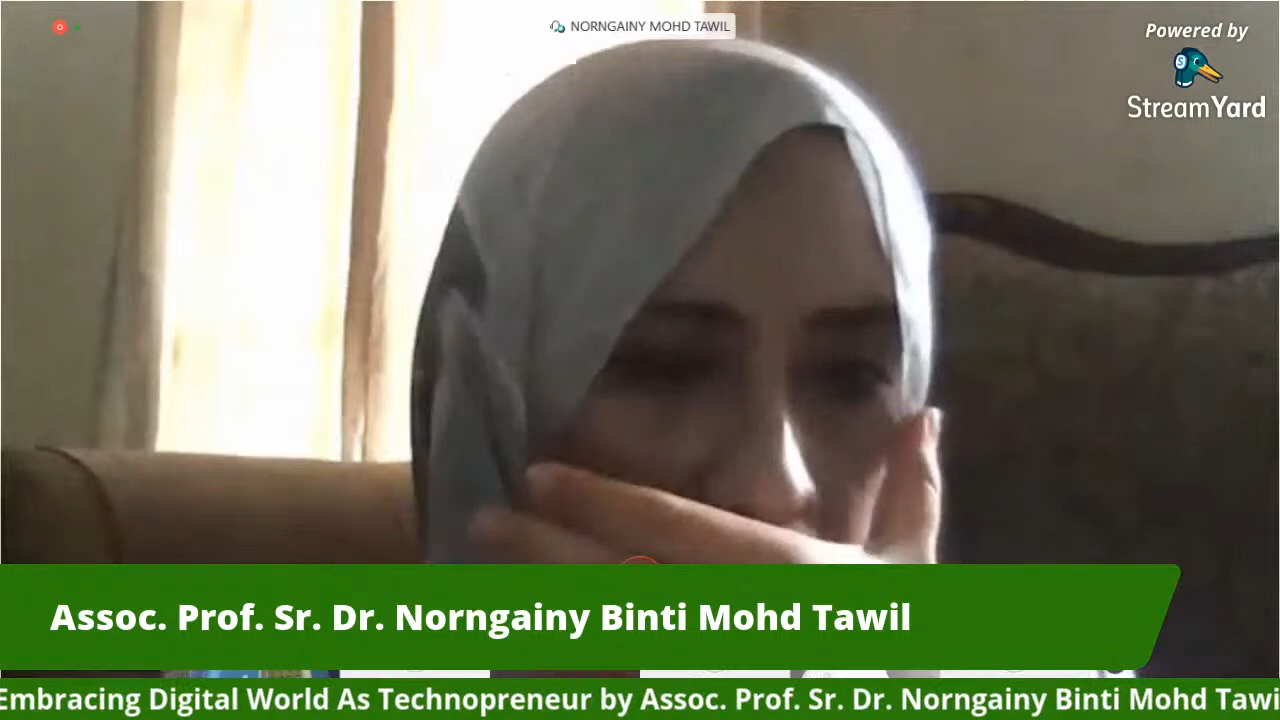 NORNGAINY MOHD TAWIL
Powered by
StreamYard
Assoc. Prof. Sr. Dr. Norngainy Binti Mohd Tawil
Embracing Digital World As Technopreneur by Assoc. Prof. Sr. Dr. Norngainy Binti Mohd Tawi